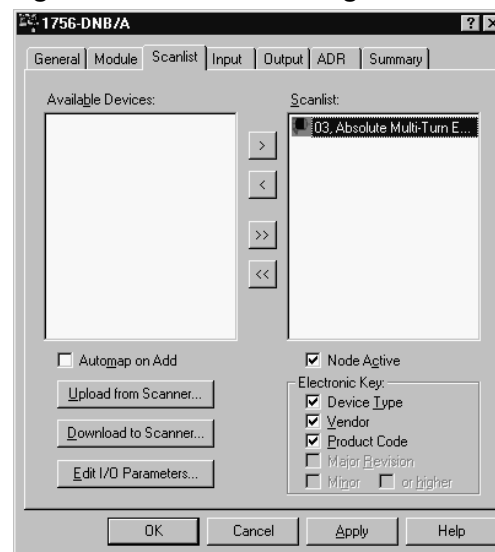 1756-DNB/A
General Module Scanlist Input Output ADR Summary
Available Devices: Scanlist:
03, Absolute Multi-Turn E...
>
<
>>
<<
Automap on Add Node Active
Electronic Key:
Upload from Scanner... Device Type
Vendor
Download to Scanner... Product Code
Major Revision
Edit I/O Parameters... Minor or higher
OK Cancel Apply Help